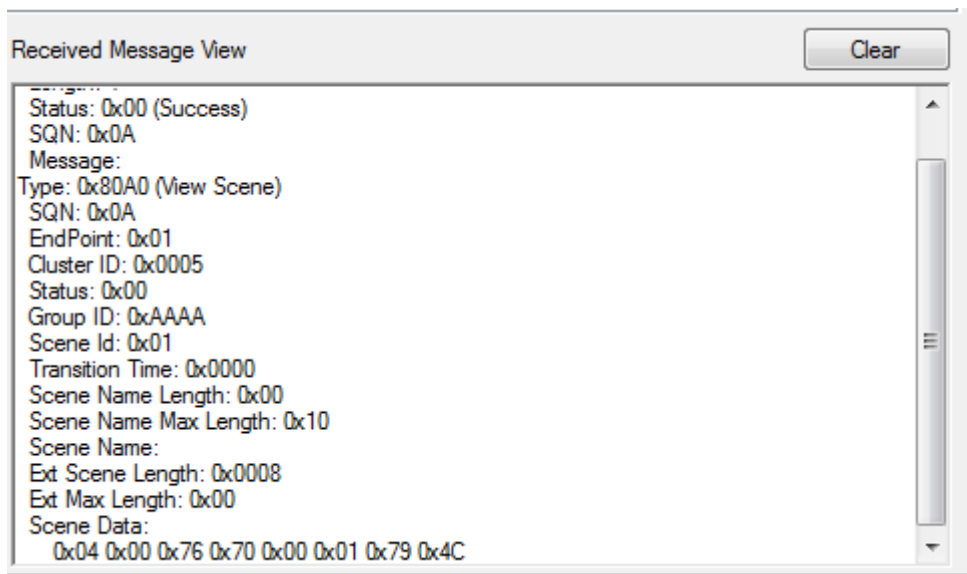 Received Message View
Clear
Status: 0x00 (Success)
SQN: 0x0A
Message:
Type: 0x80A0 (View Scene)
SQN: 0x0A
EndPoint: 0x01
Cluster ID: 0x0005
Status: 0x00
Group ID: 0xAAAA
Scene Id: 0x01
Transition Time: 0x0000
Scene Name Length: 0x00
Scene Name Max Length: 0x10
Scene Name:
Ext Scene Length: 0x0008
Ext Max Length: 0x00
Scene Data:
0x04 0x00 0x76 0x70 0x00 0x01 0x79 0x4C